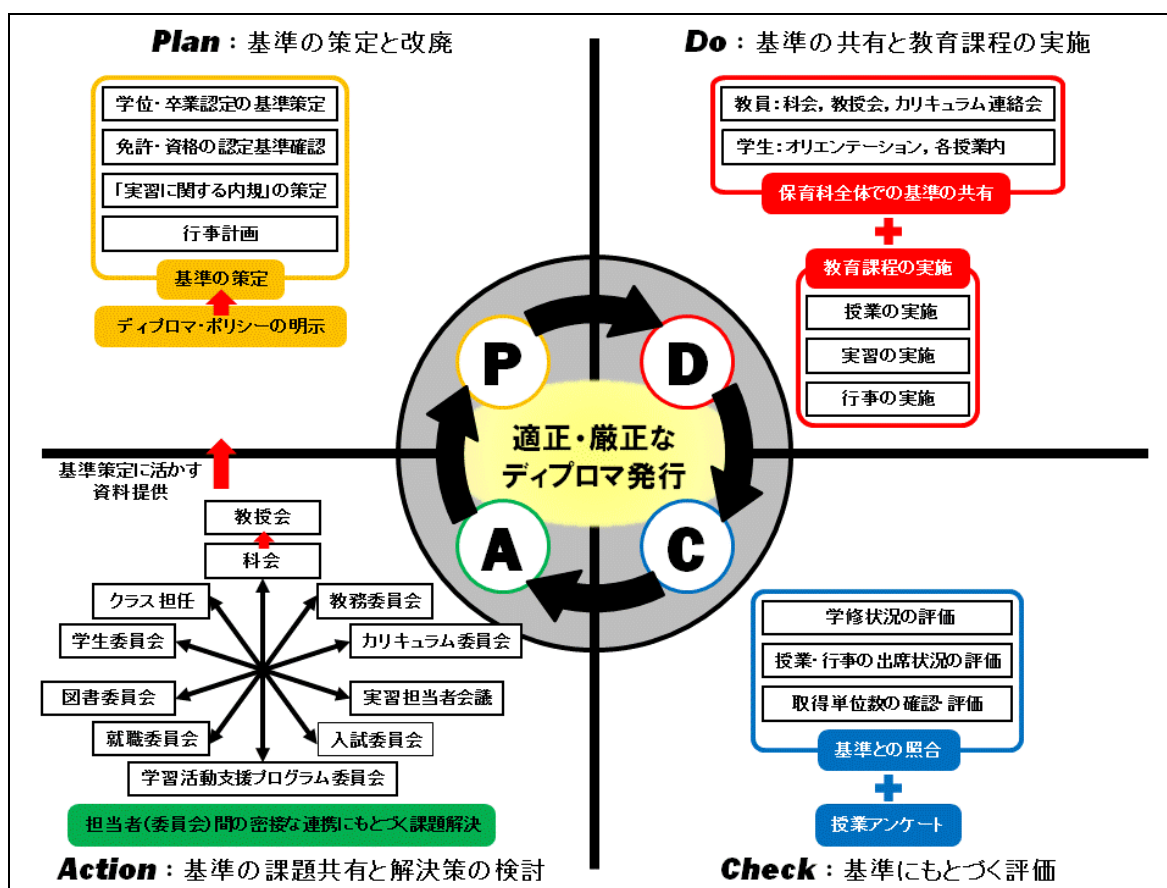 Plan：基準の策定と改廃
学位・卒業認定の基準策定
免許・資格の認定基準確認
「実習に関する内規」の策定
行事計画
基準の策定
ディプロマ・ポリシーの明示
Do：基準の共有と教育課程の実施
教員：科会，教授会，カリキュラム連絡会
学生：オリエンテーション，各授業内
保育科全体での基準の共有
教育課程の実施
授業の実施
実習の実施
行事の実施
P
D
適正・厳正な
ディプロマ発行
A
C
基準策定に活かす
資料提供
教授会
科会
クラス担任
教務委員会
学生委員会
カリキュラム委員会
図書委員会
実習担当者会議
就職委員会
入試委員会
学習活動支援プログラム委員会
担当者（委員会）間の密接な連携にもとづく課題解決
Action：基準の課題共有と解決策の検討
学修状況の評価
授業・行事の出席状況の評価
取得単位数の確認・評価
基準との照合
授業アンケート
Check：基準にもとづく評価